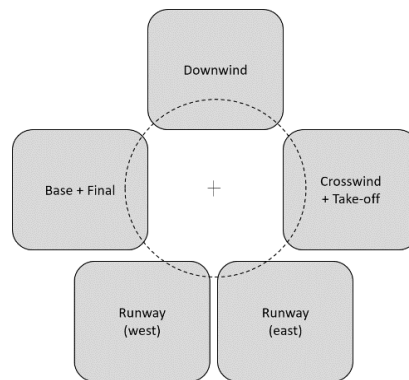 Downwind
Base + Final
Crosswind
+ Take-off
Runway
(west)
Runway
(east)